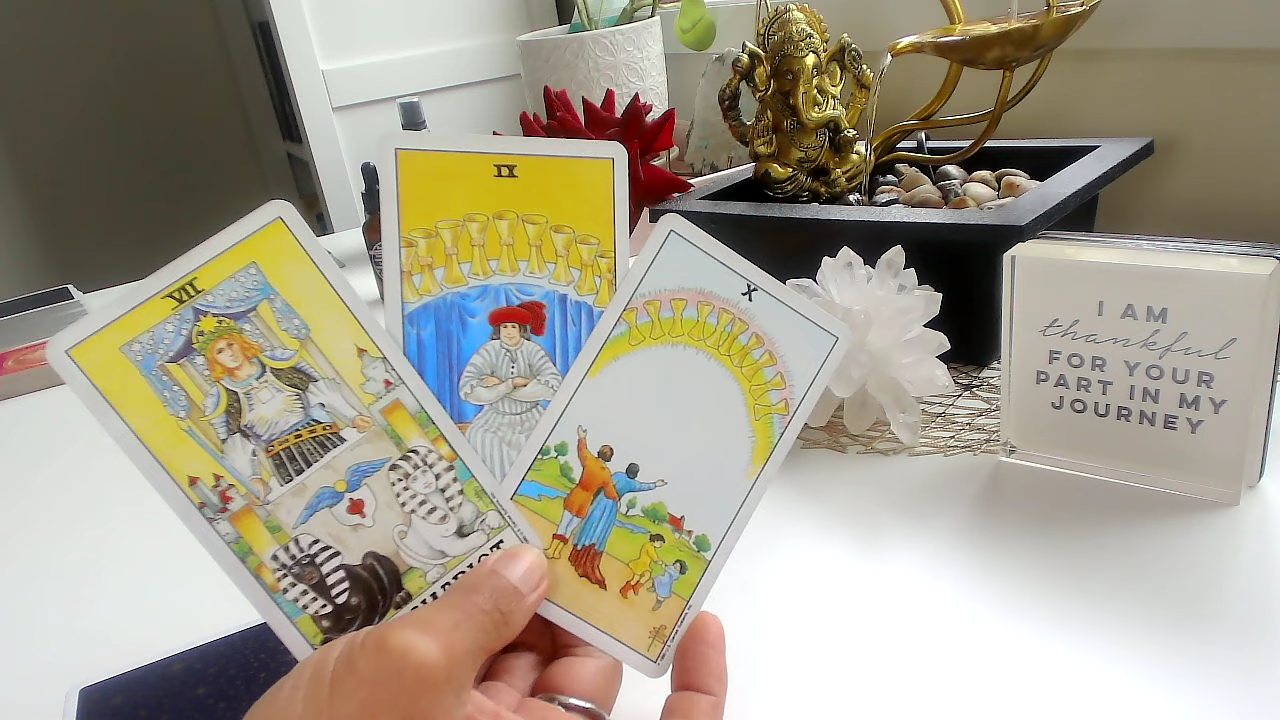 IX
VII
X
I AM
thankful
FOR YOUR
PART IN MY
JOURNEY